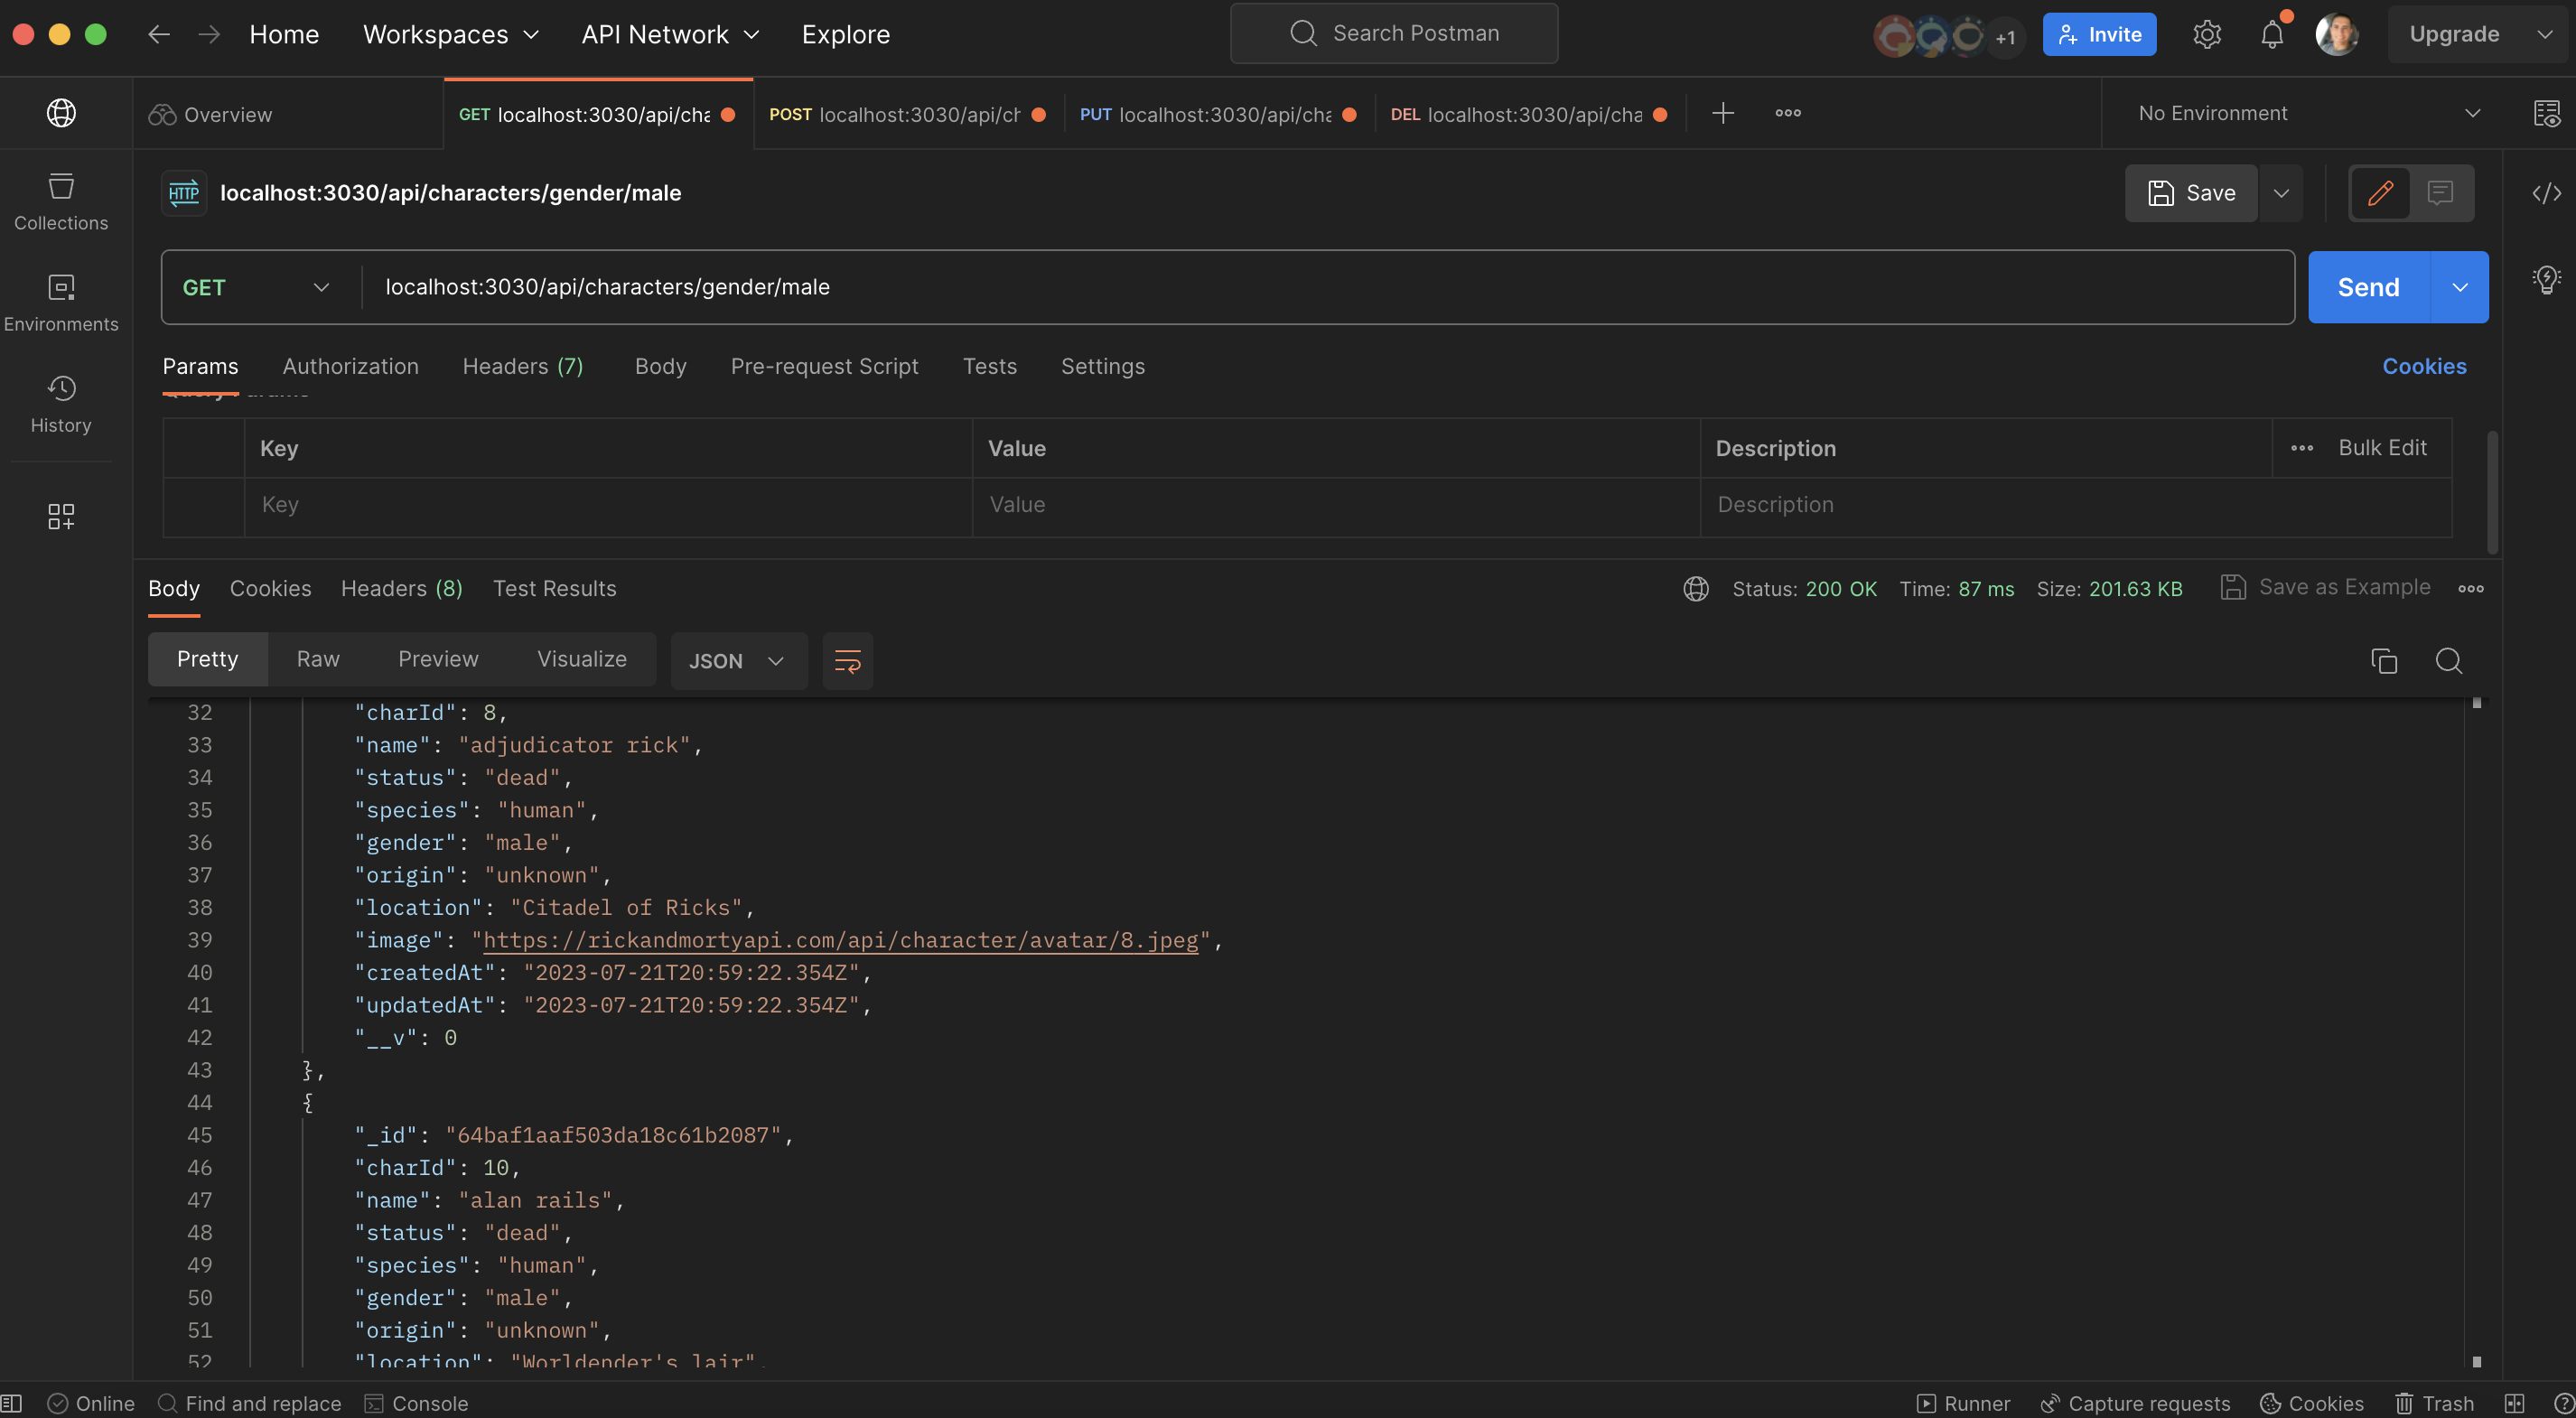 Home Workspaces API Network Explore Search Postman +1 Invite Upgrade
Overview GET localhost:3030/api/cha POST localhost:3030/api/ch PUT localhost:3030/api/cha DEL localhost:3030/api/cha No Environment
HTTP localhost:3030/api/characters/gender/male Save
Collections
GET localhost:3030/api/characters/gender/male Send
Environments
Params Authorization Headers (7) Body Pre-request Script Tests Settings Cookies
Query Params
History
Key Value Description Bulk Edit
Key Value Description
Body Cookies Headers (8) Test Results Status: 200 OK Time: 87 ms Size: 201.63 KB Save as Example
Pretty Raw Preview Visualize JSON
32 "charId": 8,
33 "name": "adjudicator rick",
34 "status": "dead",
35 "species": "human",
36 "gender": "male",
37 "origin": "unknown",
38 "location": "Citadel of Ricks",
39 "image": "https://rickandmortyapi.com/api/character/avatar/8.jpeg",
40 "createdAt": "2023-07-21T20:59:22.354Z",
41 "updatedAt": "2023-07-21T20:59:22.354Z",
42 "__v": 0
43 },
44 {
45 "_id": "64baf1aaf503da18c61b2087",
46 "charId": 10,
47 "name": "alan rails",
48 "status": "dead",
49 "species": "human",
50 "gender": "male",
51 "origin": "unknown",
52 "location": "Worldender's lair",
Online Find and replace Console Runner Capture requests Cookies Trash